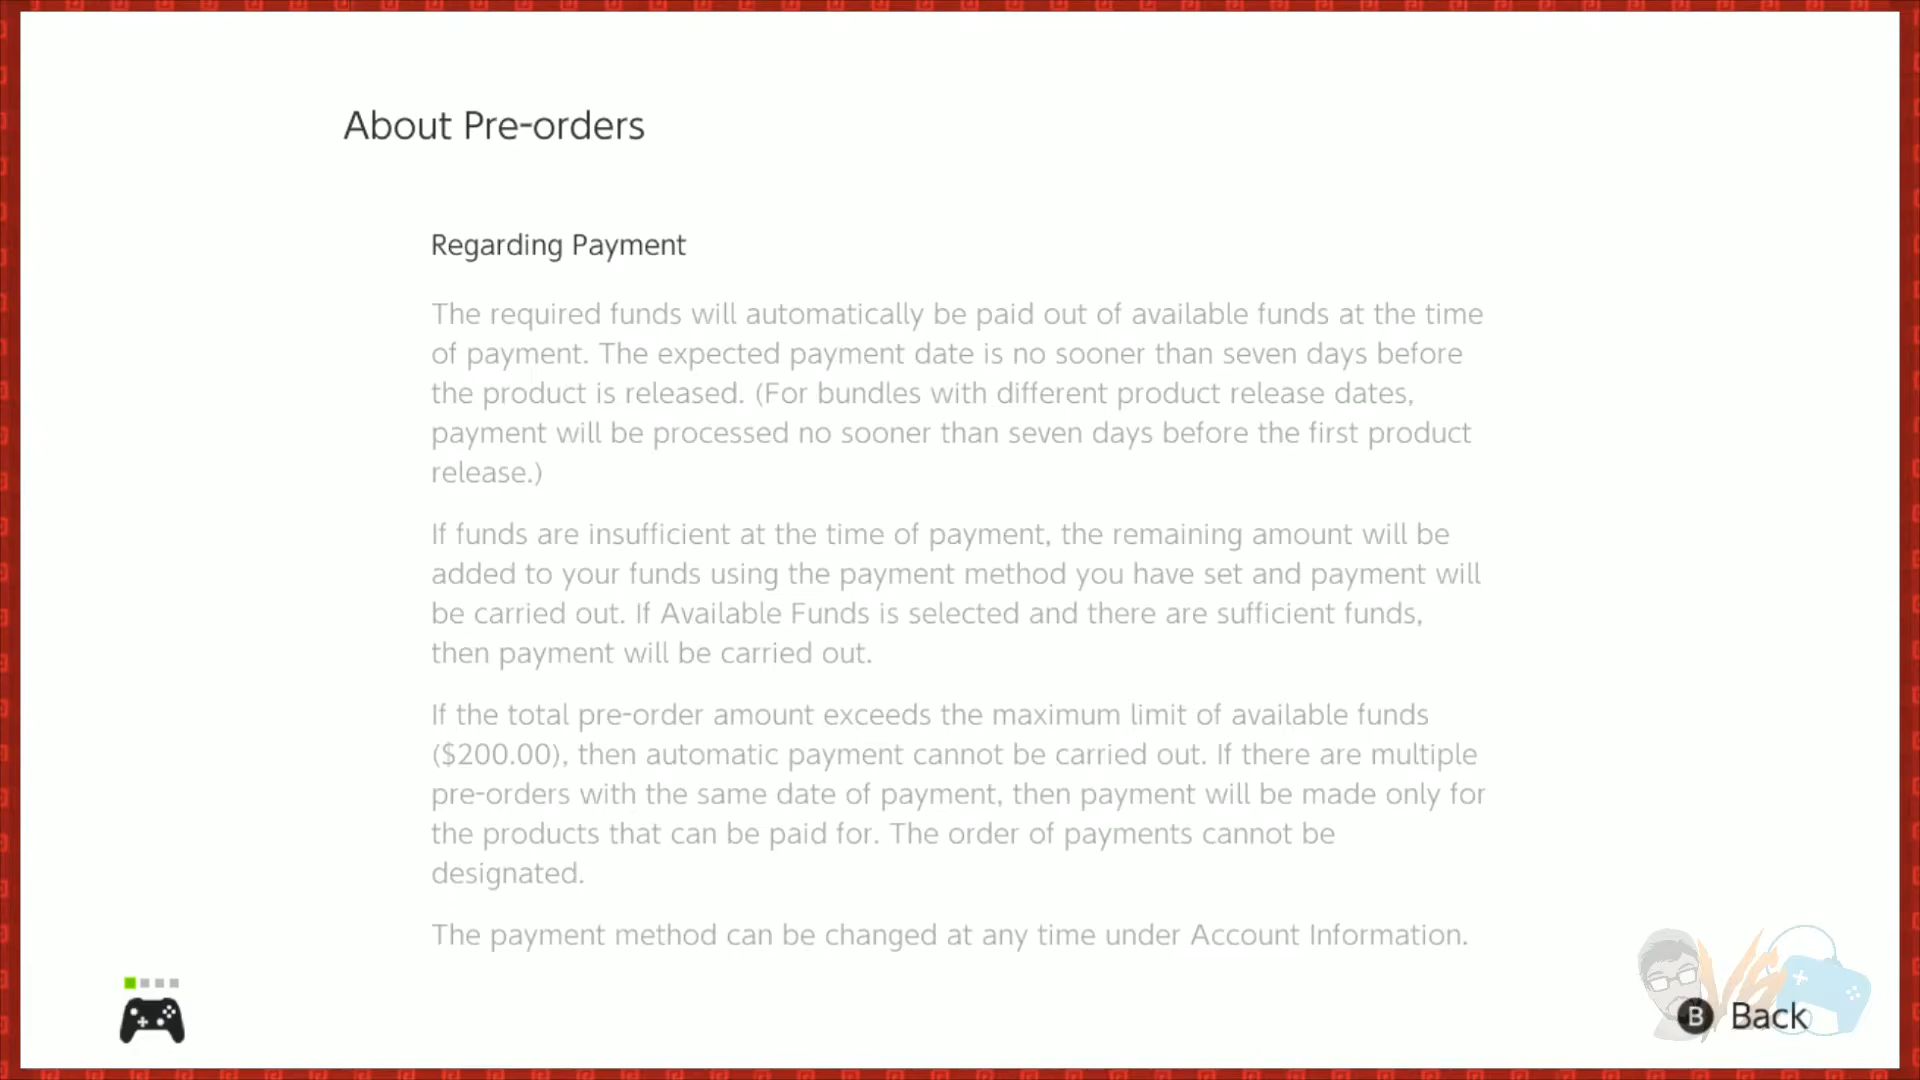 About Pre-orders
Regarding Payment
The required funds will automatically be paid out of available funds at the time
of payment. The expected payment date is no sooner than seven days before
the product is released. (For bundles with different product release dates,
payment will be processed no sooner than seven days before the first product
release.)
If funds are insufficient at the time of payment, the remaining amount will be
added to your funds using the payment method you have set and payment will
be carried out. If Available Funds is selected and there are sufficient funds,
then payment will be carried out.
If the total pre-order amount exceeds the maximum limit of available funds
($200.00), then automatic payment cannot be carried out. If there are multiple
pre-orders with the same date of payment, then payment will be made only for
the products that can be paid for. The order of payments cannot be
designated.
The payment method can be changed at any time under Account Information.
VS
B Back